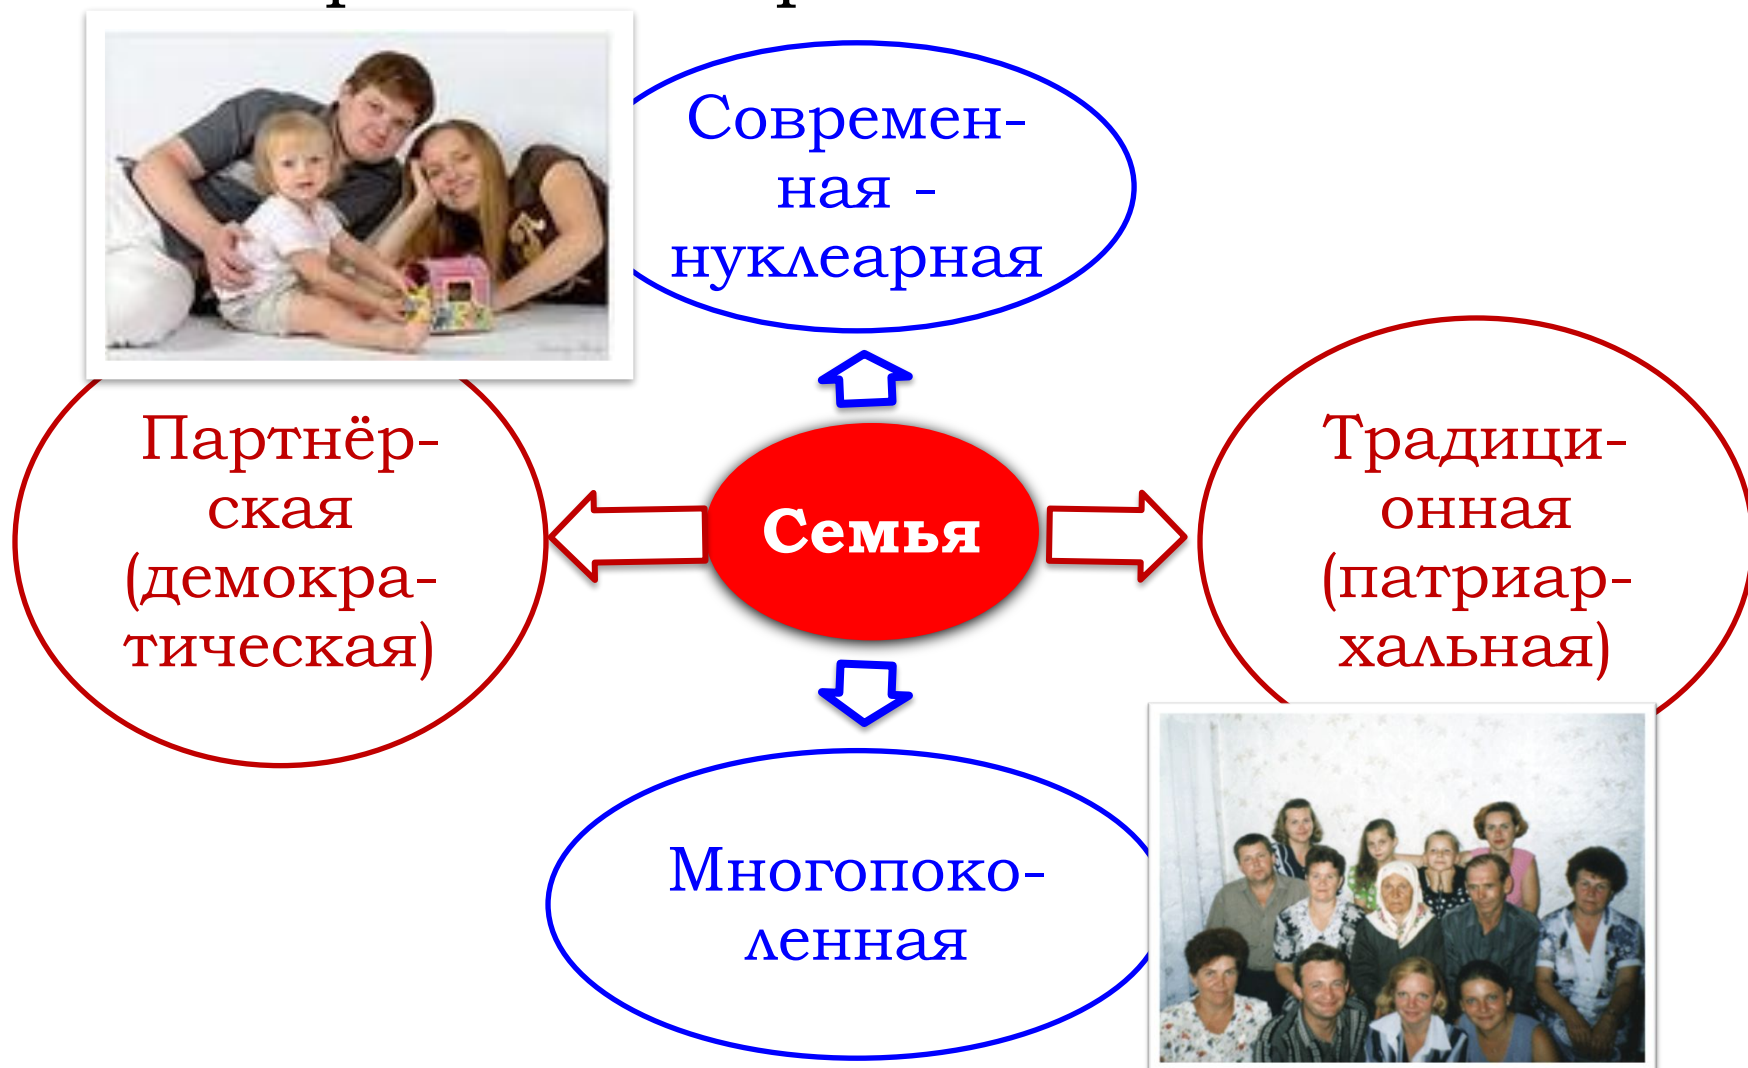 Современ-
ная -
нуклеарная
Партнёр-
ская
(демокра-
тическая)
Семья
Традици-
онная
(патриар-
хальная)
Многопоко-
ленная